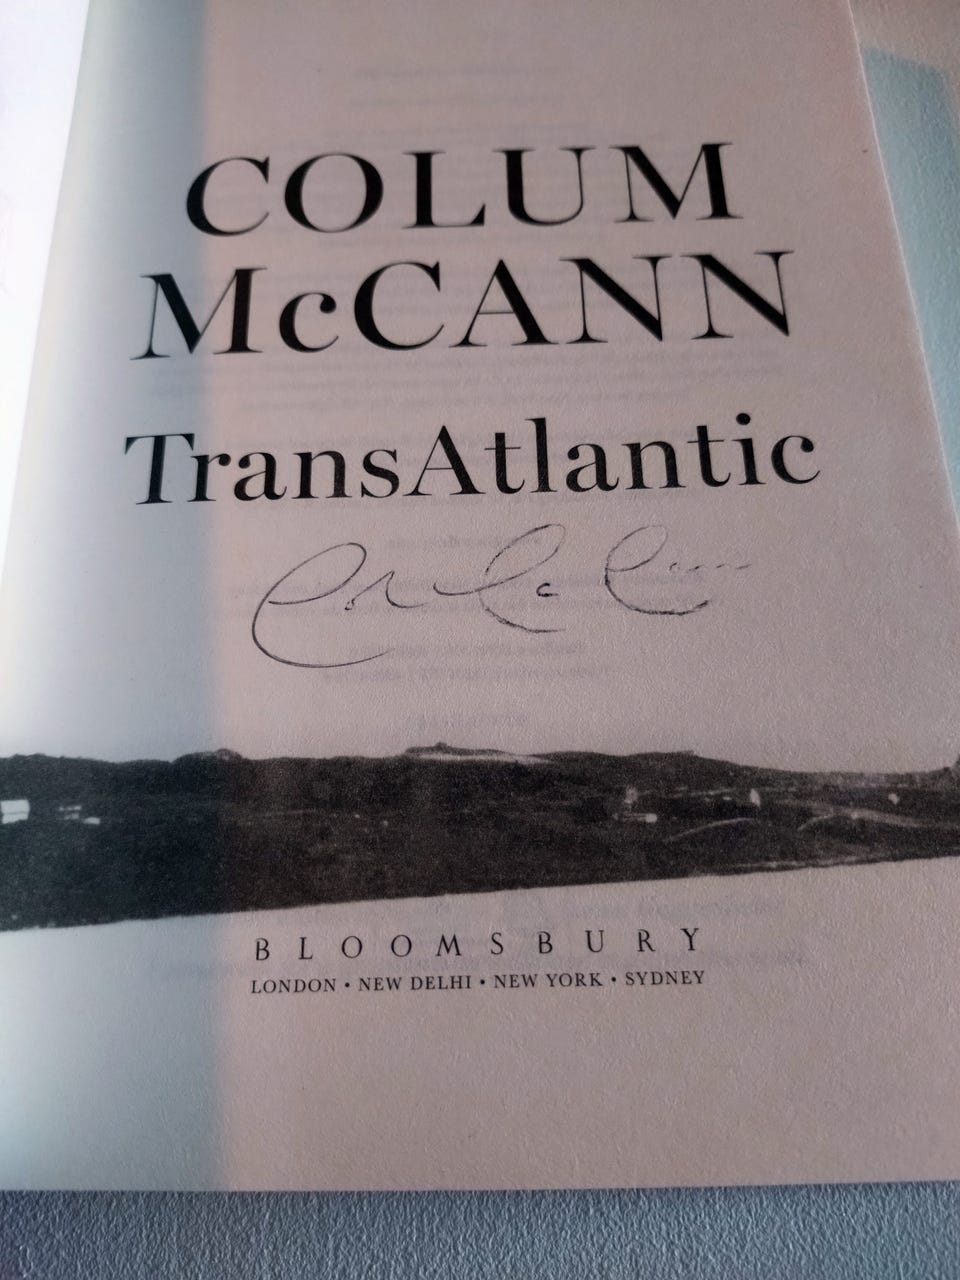 COLUM
McCANN
TransAtlantic
BLOOMSBURY
LONDON • NEW DELHI • NEW YORK • SYDNEY